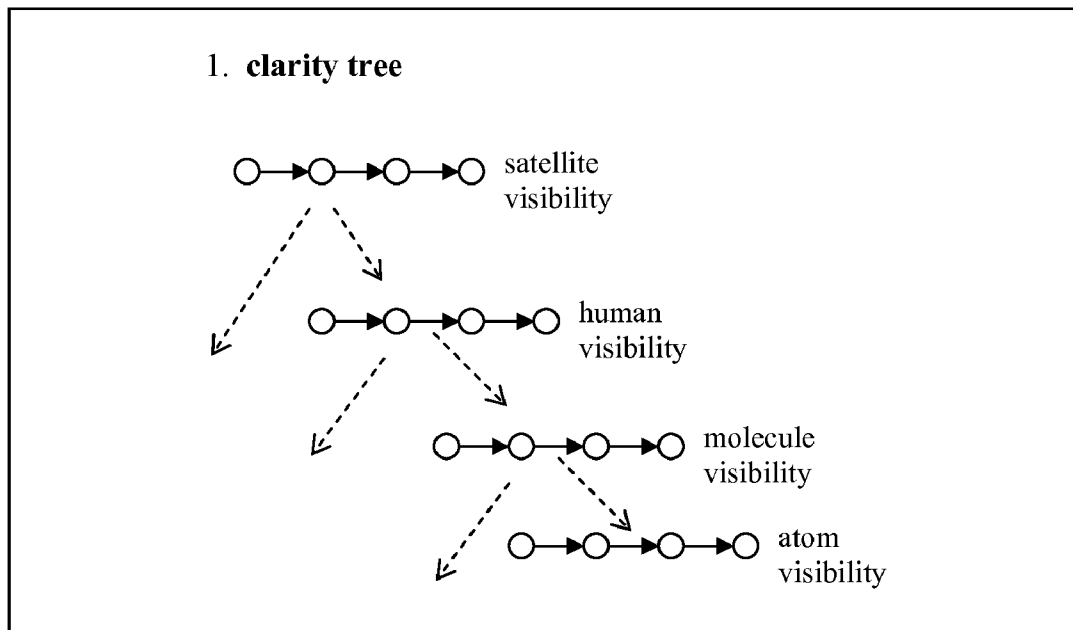 1. clarity tree
satellite
visibility
human
visibility
molecule
visibility
atom
visibility